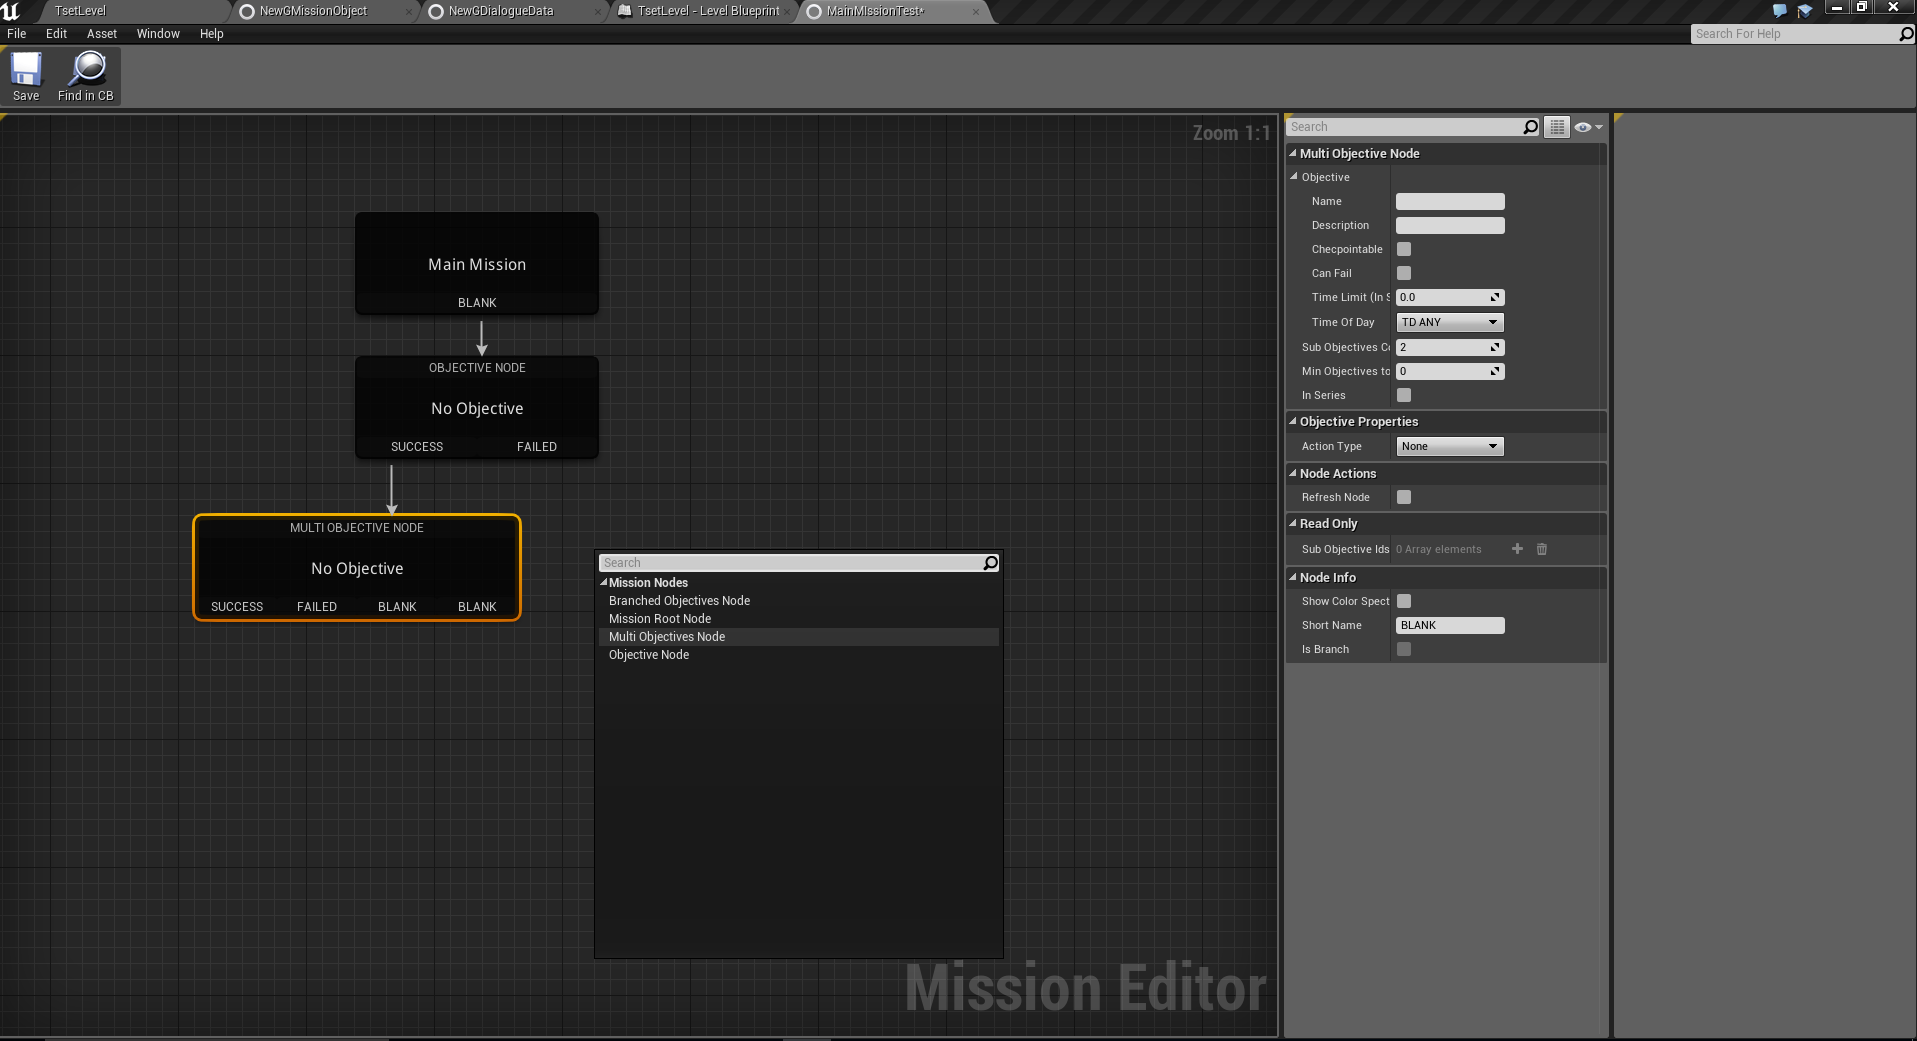 TsetLevel
NewGMissionObject
NewGDialogueData
TsetLevel - Level Blueprint
MainMIssionTest*
File Edit Asset Window Help
Search For Help
Save
Find in CB
Zoom 1:1
Main Mission
BLANK
OBJECTIVE NODE
No Objective
SUCCESS FAILED
MULTI OBJECTIVE NODE
No Objective
SUCCESS FAILED BLANK BLANK
Search
Mission Nodes
Branched Objectives Node
Mission Root Node
Multi Objectives Node
Objective Node
Mission Editor
Search
Multi Objective Node
Objective
Name
Description
Checpointable
Can Fail
Time Limit (In S 0.0
Time Of Day TD ANY
Sub Objectives Co 2
Min Objectives to 0
In Series
Objective Properties
Action Type None
Node Actions
Refresh Node
Read Only
Sub Objective Ids 0 Array elements
Node Info
Show Color Spect
Short Name BLANK
Is Branch